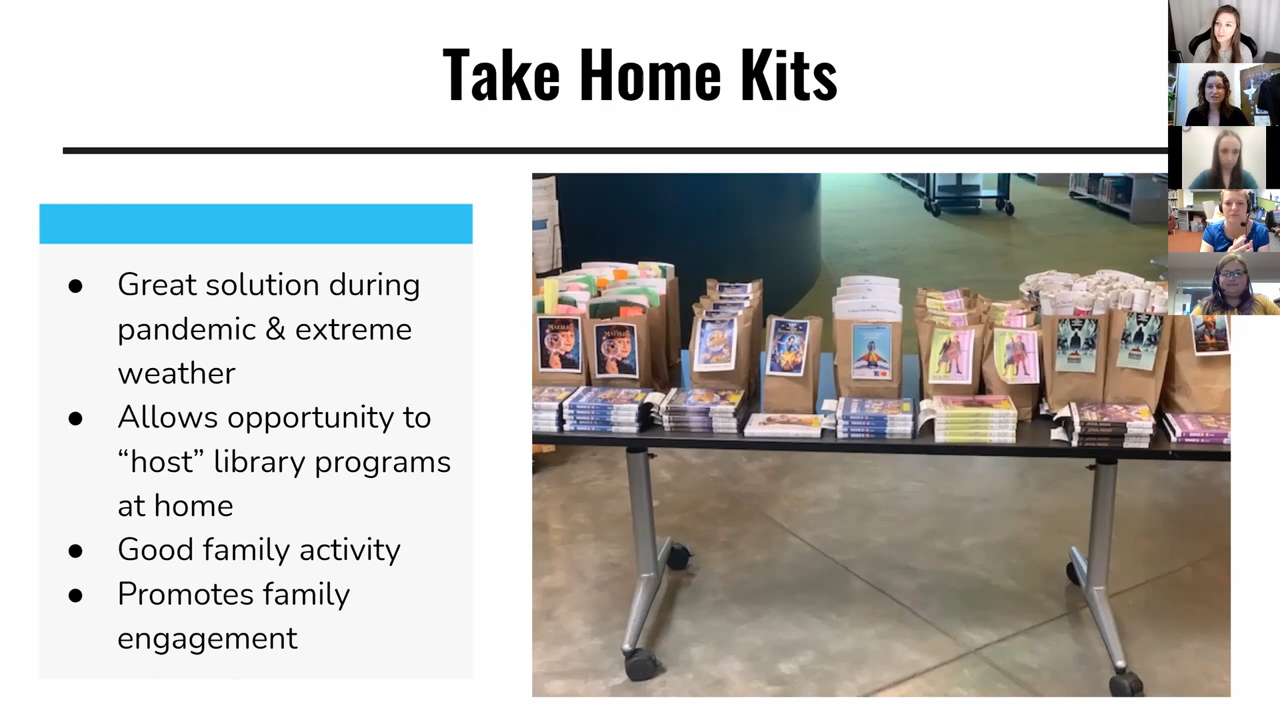 Take Home Kits
● Great solution during
pandemic & extreme
weather
● Allows opportunity to
“host” library programs
at home
● Good family activity
● Promotes family
engagement